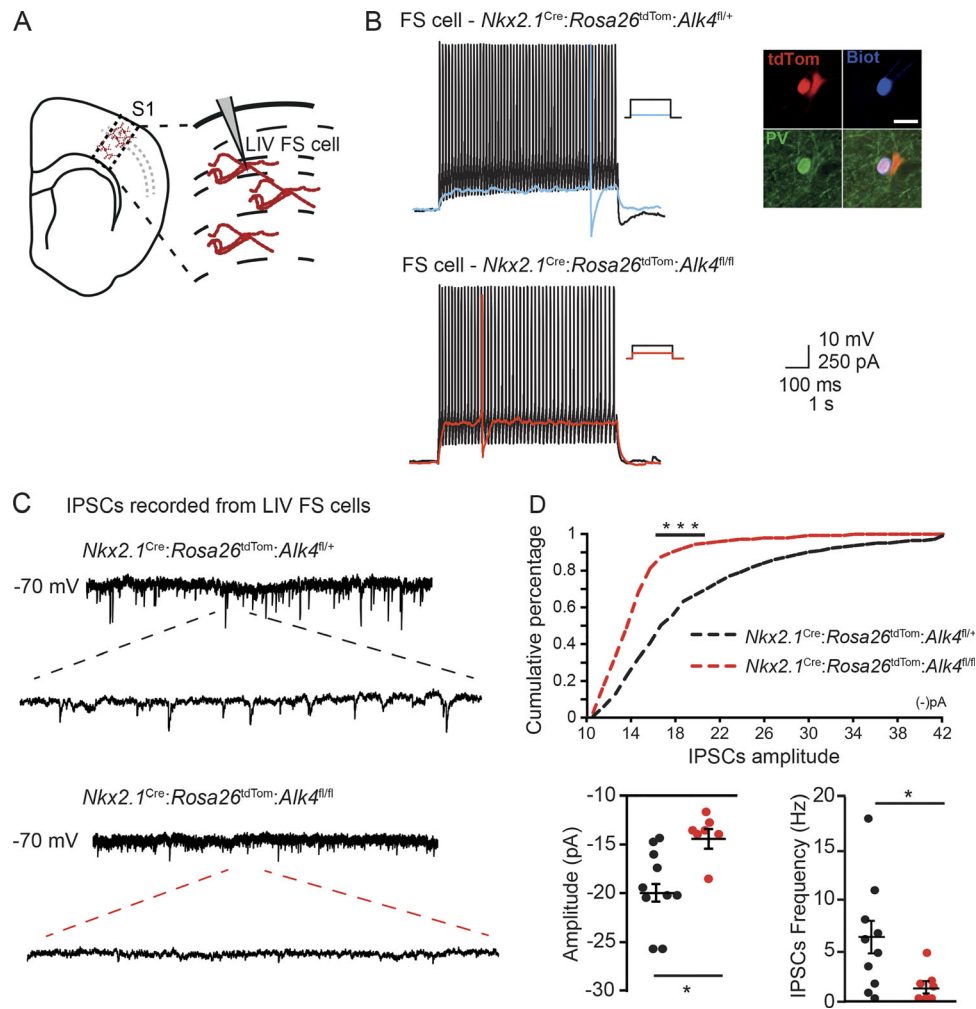 A
S1
LIV FS cell
B
FS cell - Nkx2.1Cre:Rosa26tdTom:Alk4fl/+
tdTom
Biot
PV
FS cell - Nkx2.1Cre:Rosa26tdTom:Alk4fl/fl
10 mV
250 pA
100 ms
1 s
C
IPSCs recorded from LIV FS cells
Nkx2.1Cre:Rosa26tdTom:Alk4fl/+
-70 mV
Nkx2.1Cre:Rosa26tdTom:Alk4fl/fl
-70 mV
D
Cumulative percentage
1
0.8
0.6
0.4
0.2
0
* * *
Nkx2.1Cre:Rosa26tdTom:Alk4fl/+
Nkx2.1Cre:Rosa26tdTom:Alk4fl/fl
(-)pA
10 14 18 22 26 30 34 38 42
IPSCs amplitude
Amplitude (pA)
-10
-15
-20
-25
-30
*
IPSCs Frequency (Hz)
20
15
10
5
0
*